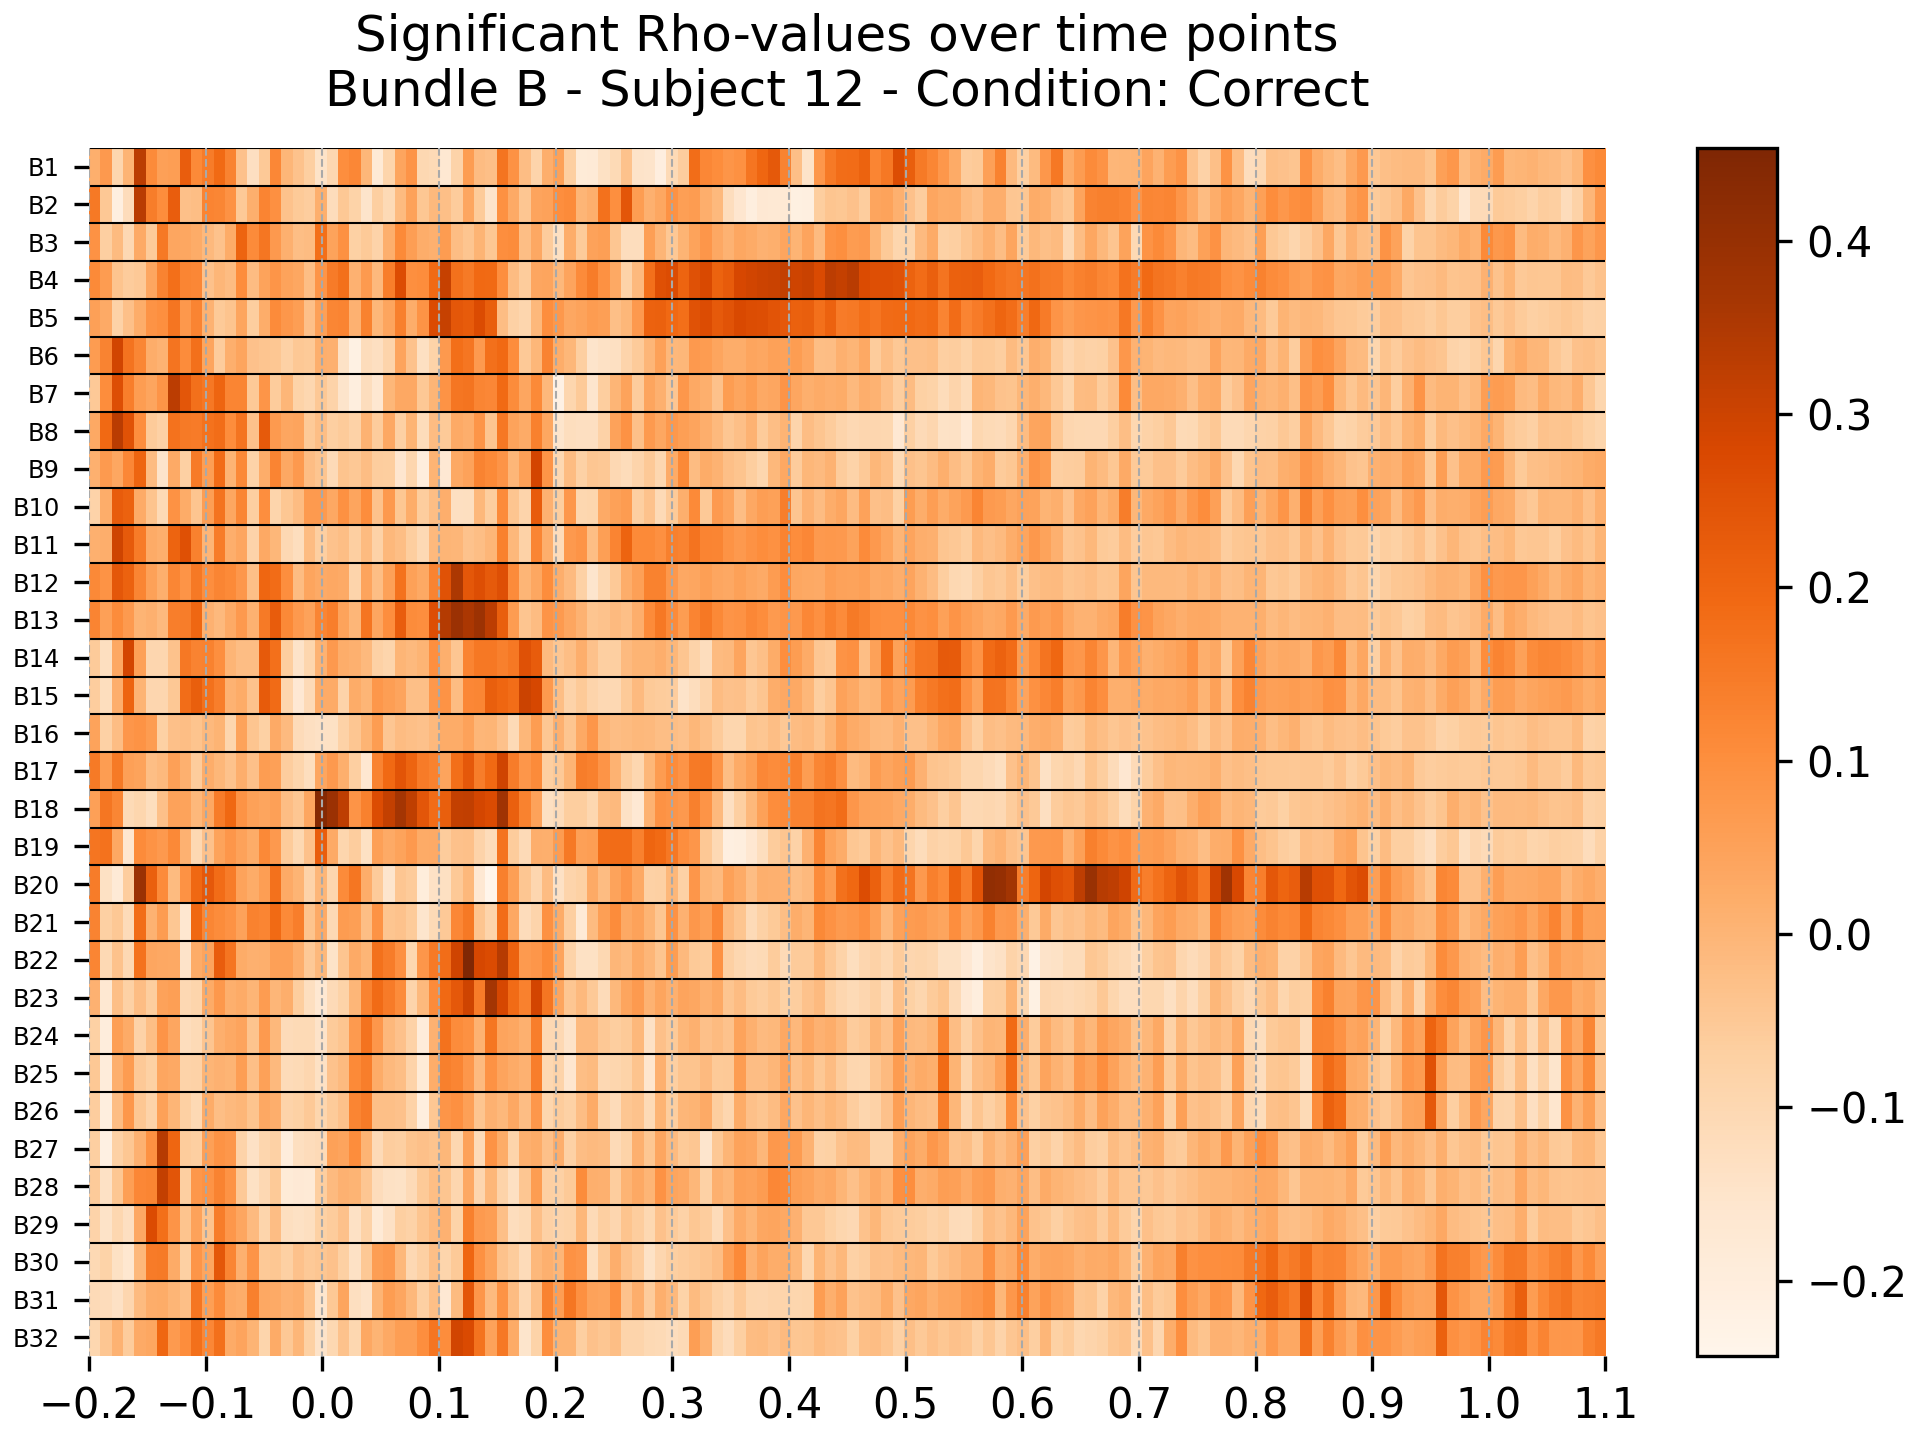 Significant Rho-values over time points
Bundle B - Subject 12 - Condition: Correct
B1
B2
B3
B4
B5
B6
B7
B8
B9
B10
B11
B12
B13
B14
B15
B16
B17
B18
B19
B20
B21
B22
B23
B24
B25
B26
B27
B28
B29
B30
B31
B32
−0.2 −0.1 0.0 0.1 0.2 0.3 0.4 0.5 0.6 0.7 0.8 0.9 1.0 1.1
0.4
0.3
0.2
0.1
0.0
−0.1
−0.2